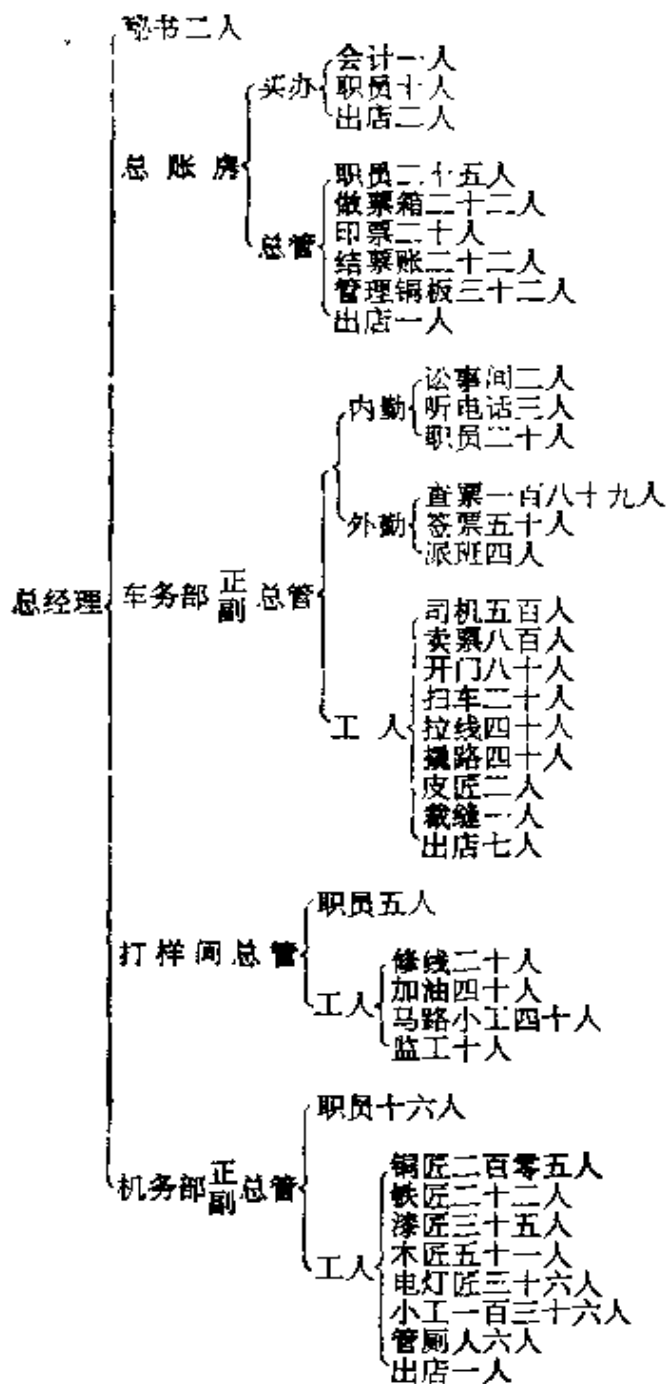 秘书二人
总账房
买办
会计一人
职员十人
出店二人
总管
职员二十五人
做票箱二十二人
印票二十人
结票账二十二人
管理铜板三十二人
出店一人
总经理
车务部正副总管
内勤
讼事间二人
听电话三人
职员二十人
外勤
查票一百八十九人
签票五十人
派班四人
工人
司机五百人
卖票八百人
开门八十人
扫车二十人
拉线四十人
撬路四十人
皮匠二人
裁缝一人
出店七人
打样间总管
职员五人
工人
修线二十人
加油四十人
马路小工四十人
监工十人
机务部正副总管
职员十六人
工人
铜匠二百零五人
铁匠二十二人
漆匠三十五人
木匠五十一人
电灯匠三十六人
小工一百三十六人
管厕人六人
出店一人